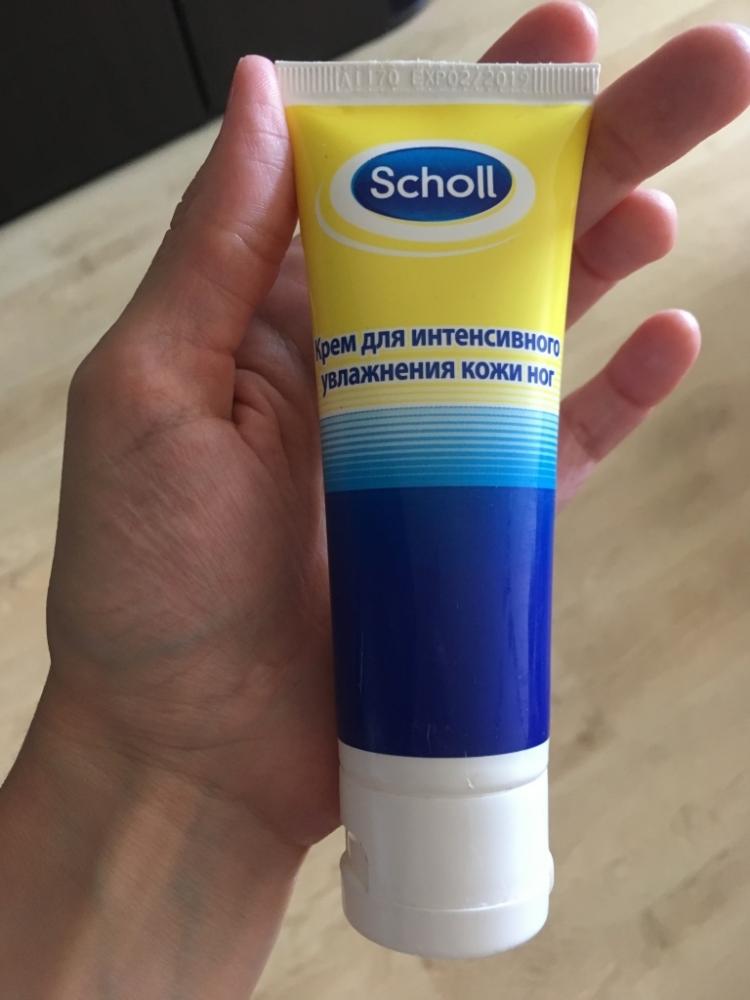 A1170 EXP02/2019
Scholl
Крем для интенсивного
увлажнения кожи ног